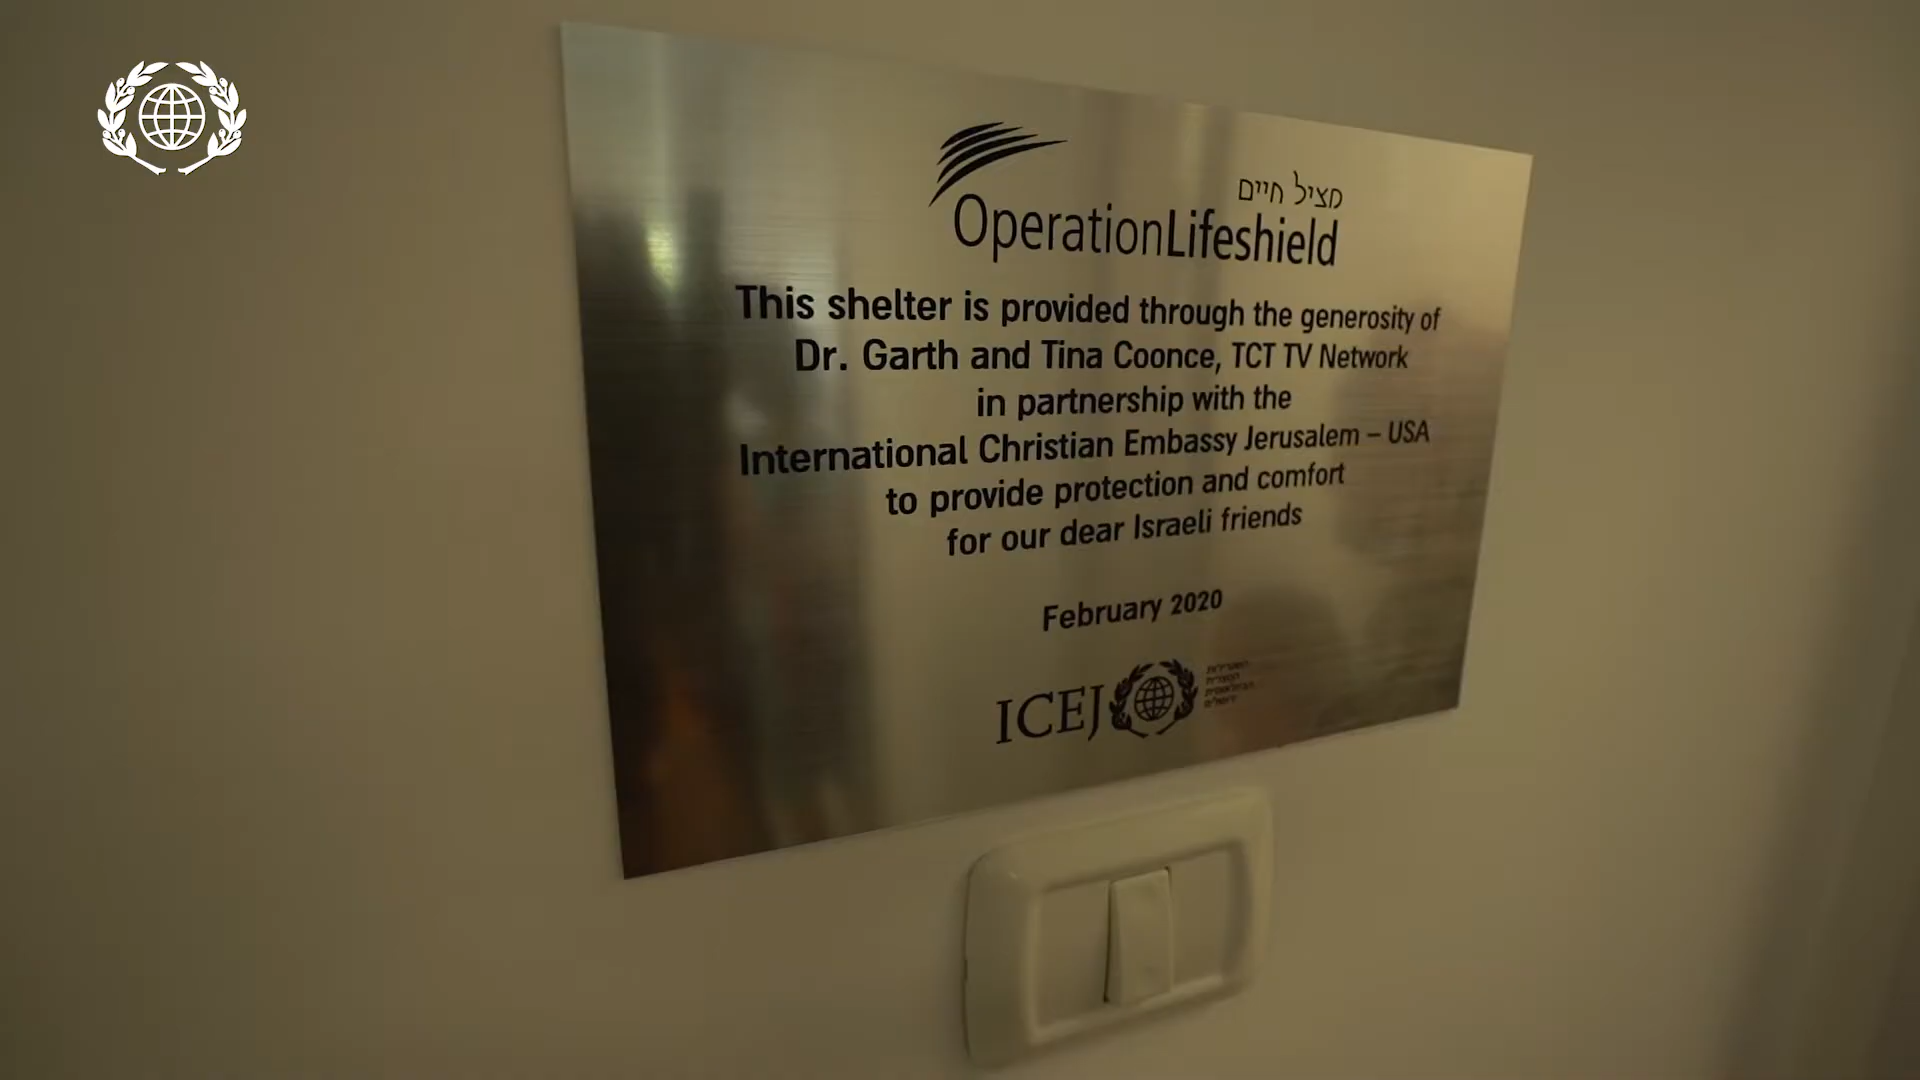 מציל חיים
OperationLifeshield
This shelter is provided through the generosity of
Dr. Garth and Tina Coonce, TCT TV Network
in partnership with the
International Christian Embassy Jerusalem – USA
to provide protection and comfort
for our dear Israeli friends
February 2020
ICEJ